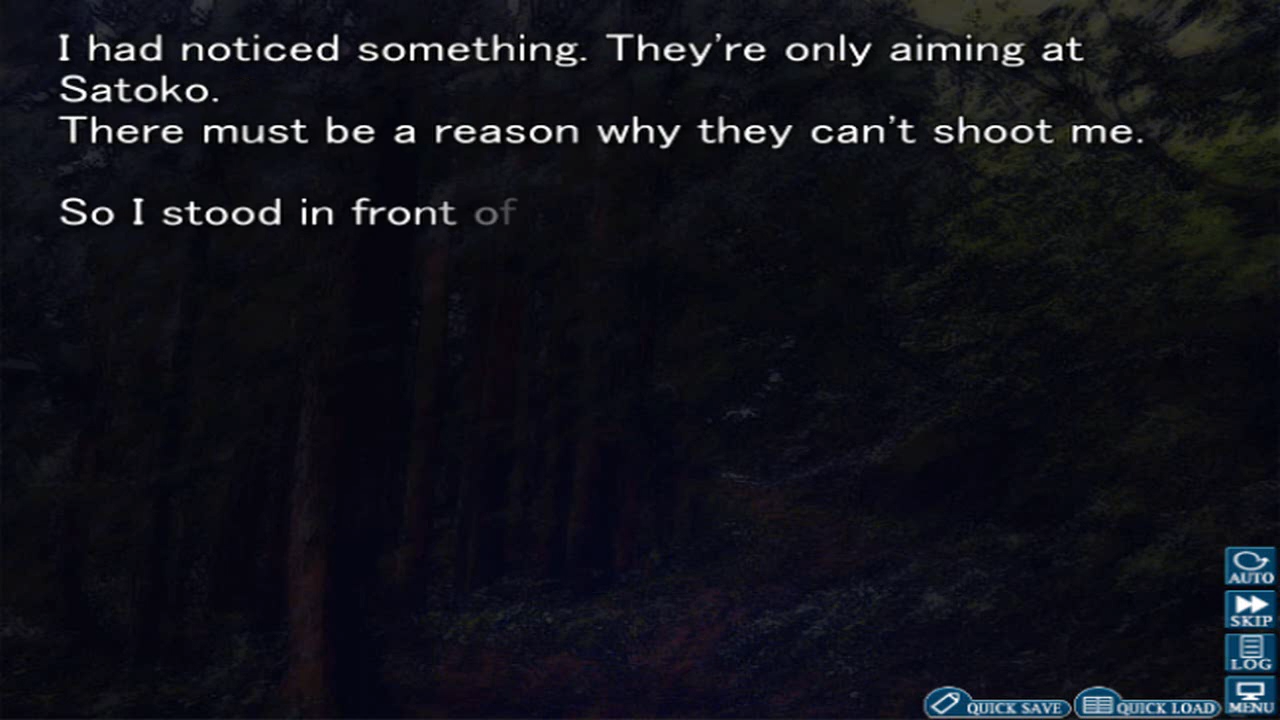 I had noticed something. They're only aiming at
Satoko.
There must be a reason why they can't shoot me.
So I stood in front of
AUTO
SKIP
LOG
MENU
QUICK SAVE
QUICK LOAD